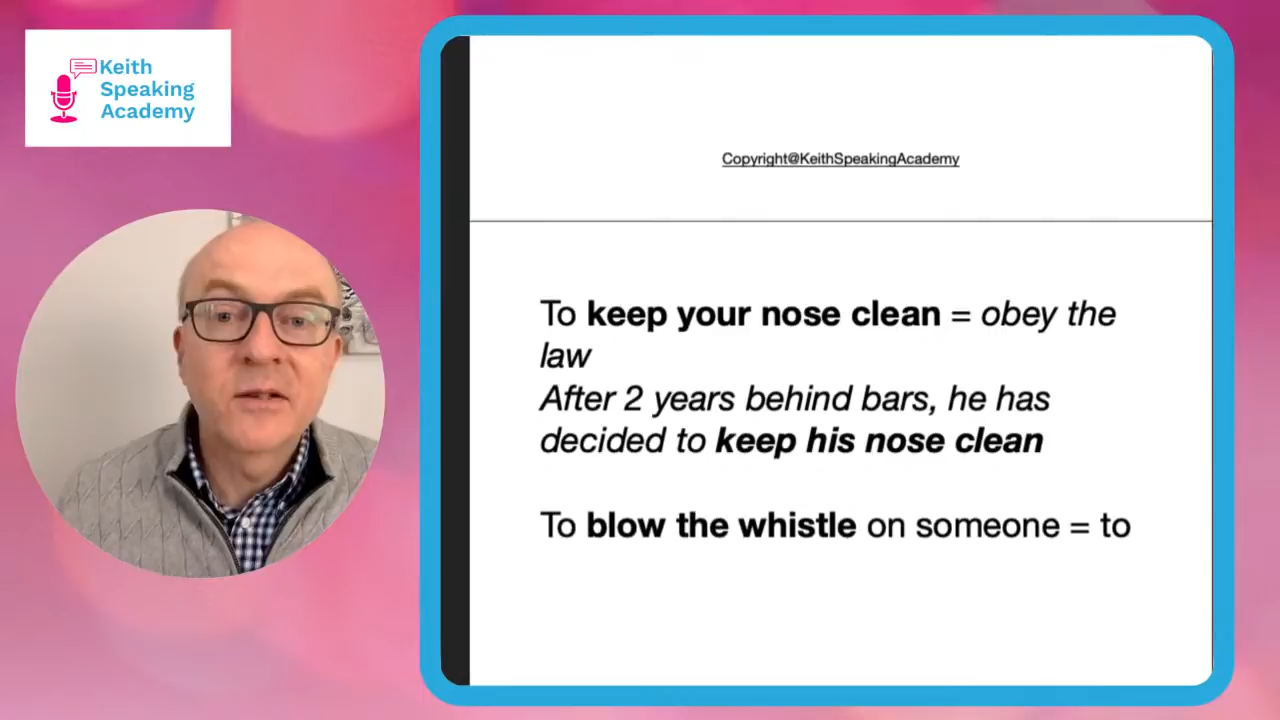 Keith
Speaking
Academy
Copyright@KeithSpeakingAcademy
To keep your nose clean = obey the
law
After 2 years behind bars, he has
decided to keep his nose clean
To blow the whistle on someone = to